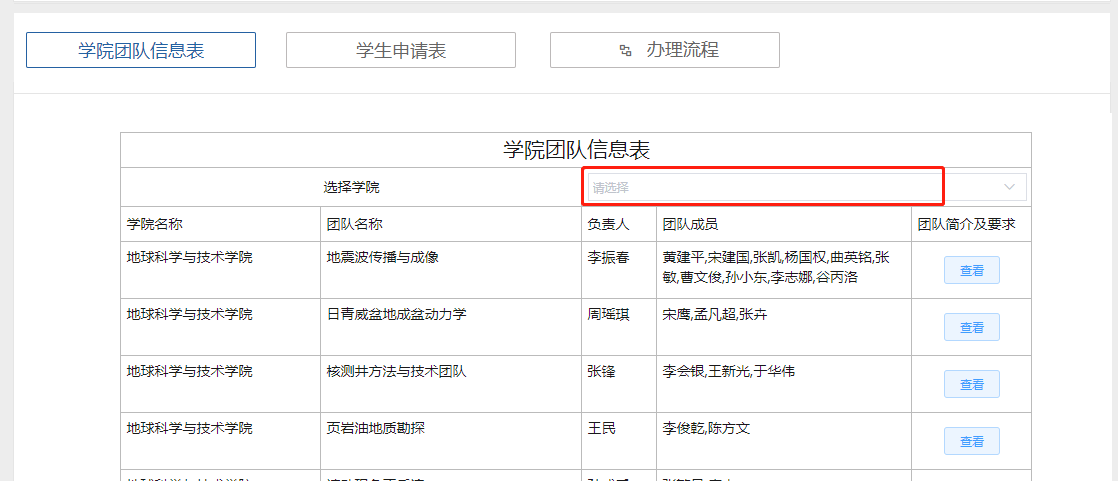 学院团队信息表 学生申请表 办理流程
学院团队信息表
选择学院 请选择
学院名称 团队名称 负责人 团队成员 团队简介及要求
地球科学与技术学院 地震波传播与成像 李振春 黄建平,宋建国,张凯,杨国权,曲英铭,张
敏,曹文俊,孙小东,李志娜,谷丙洛
查看
地球科学与技术学院 日青威盆地成盆动力学 周瑶琪 宋鹰,孟凡超,张卉
查看
地球科学与技术学院 核测井方法与技术团队 张锋 李会银,王新光,于华伟
查看
地球科学与技术学院 页岩油地质勘探 王民 李俊乾,陈方文
查看